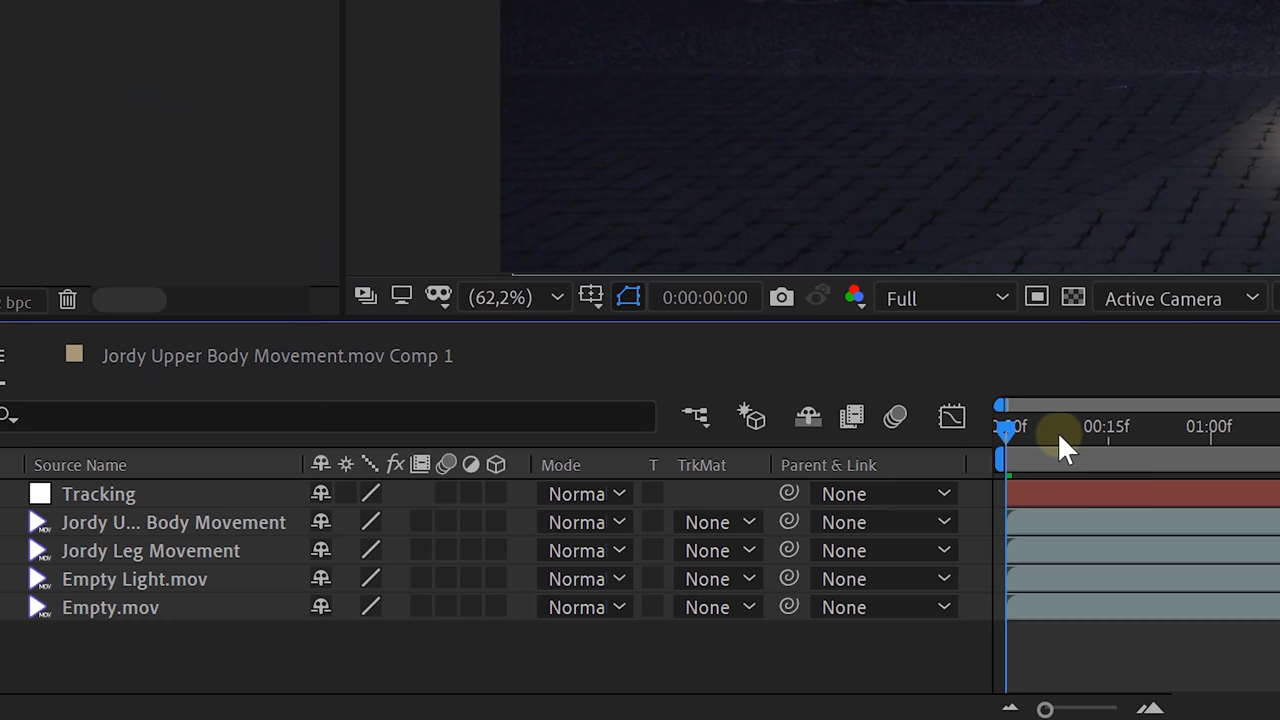 2 bpc
(62,2%)
0:00:00:00
Full
Active Camera
Jordy Upper Body Movement.mov Comp 1
00:15f
01:00f
Source Name
fx
Mode
T
TrkMat
Parent & Link
Tracking
Norma
None
Jordy U... Body Movement
Norma
None
None
Jordy Leg Movement
Norma
None
None
Empty Light.mov
Norma
None
None
Empty.mov
Norma
None
None